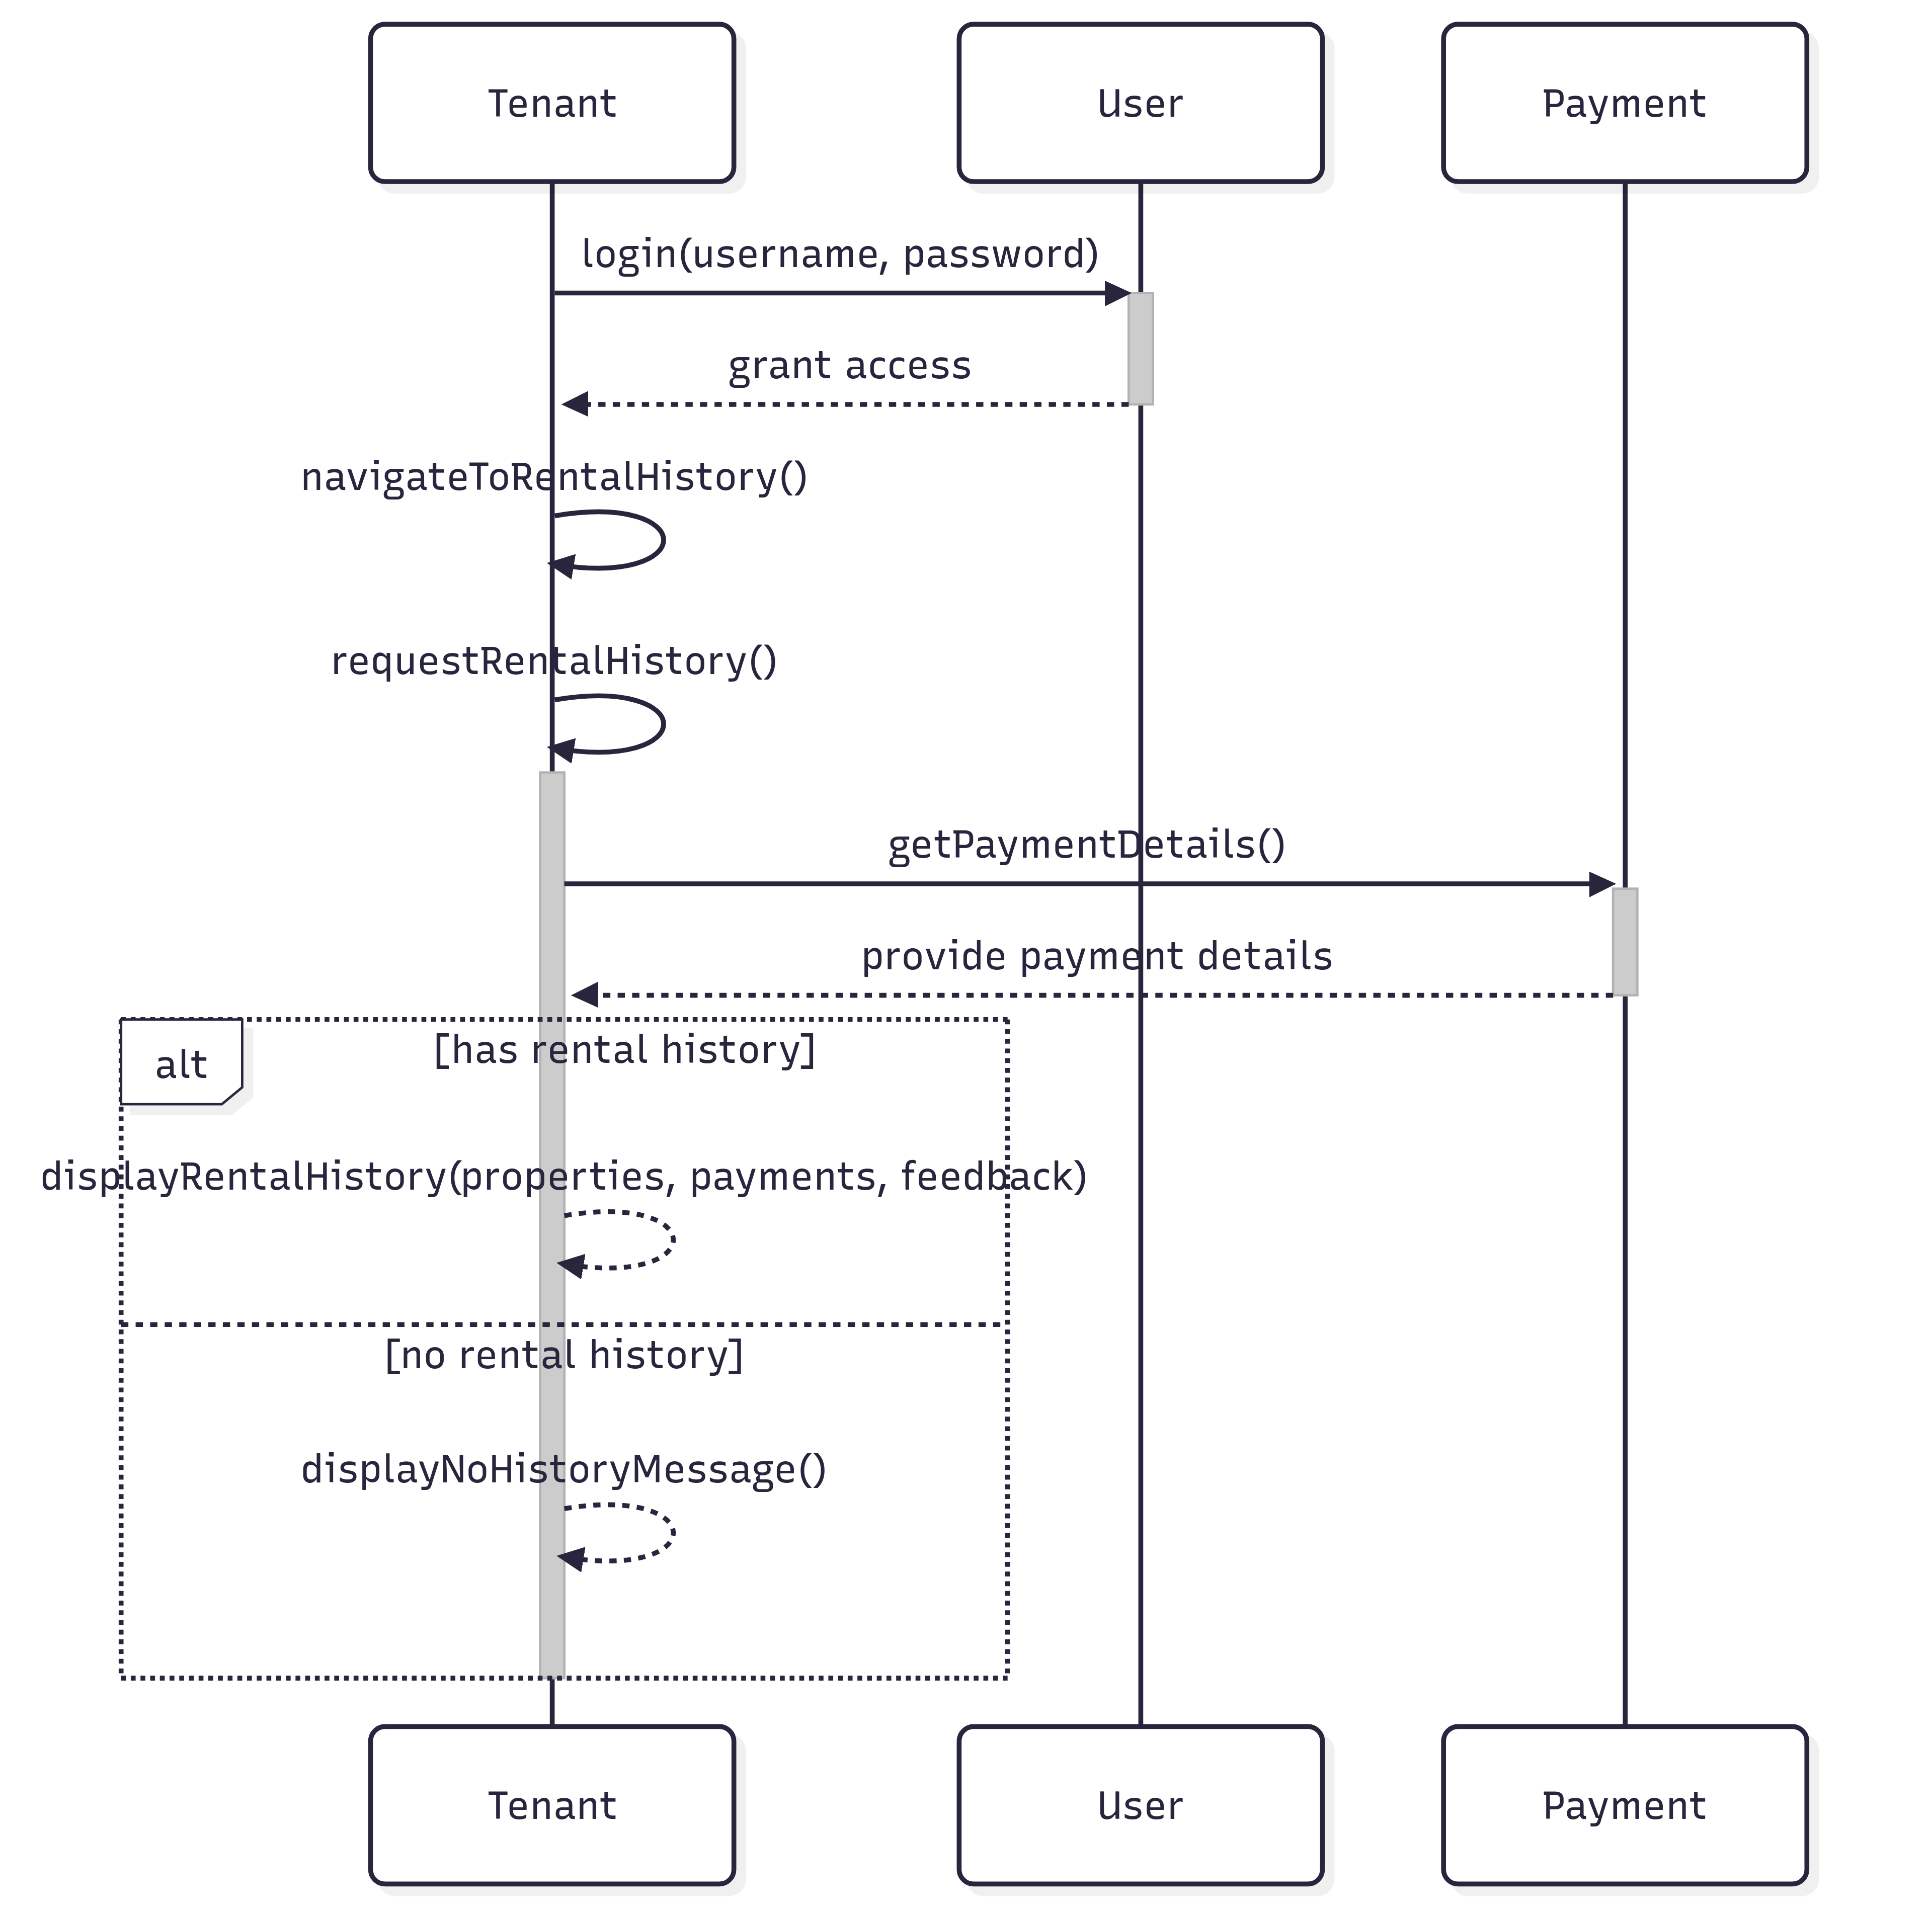 Tenant
User
Payment
login(username, password)
grant access
navigateToRentalHistory()
requestRentalHistory()
getPaymentDetails()
provide payment details
alt
[has rental history]
displayRentalHistory(properties, payments, feedback)
[no rental history]
displayNoHistoryMessage()
Tenant
User
Payment